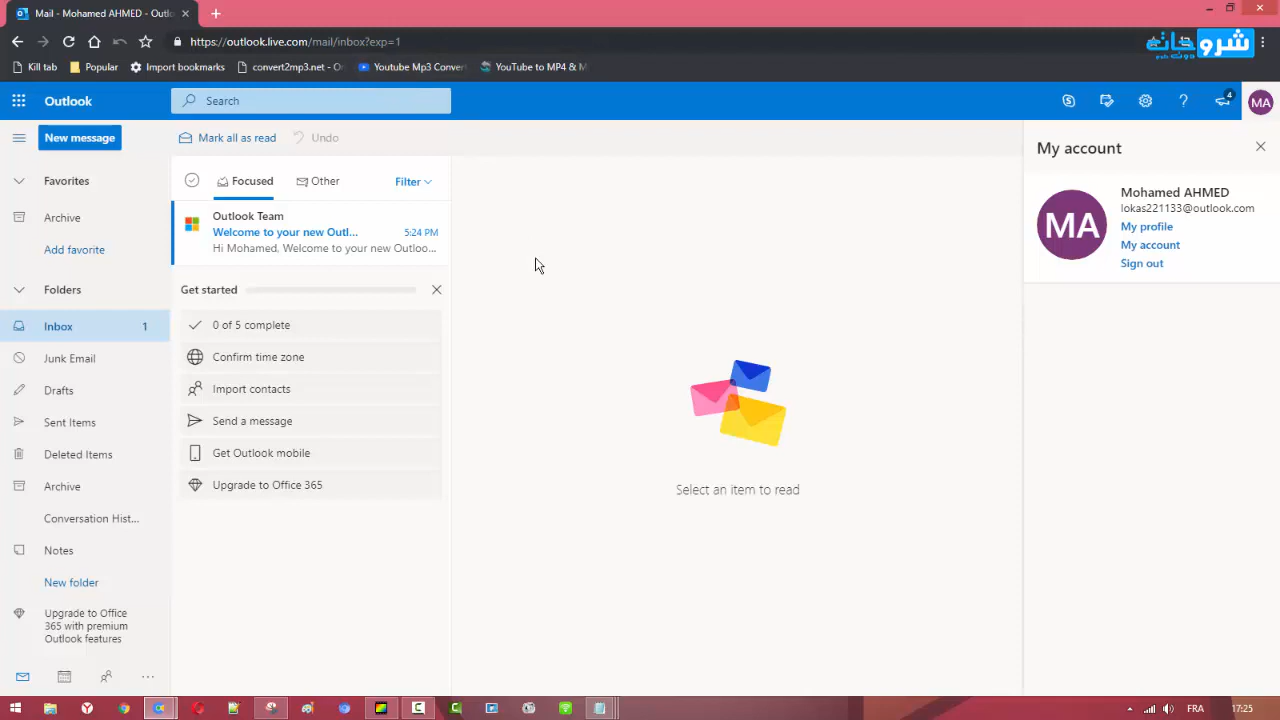 Mail - Mohamed AHMED - Outlo
https://outlook.live.com/mail/inbox?exp=1
شروحاته
Kill tab
Popular
Import bookmarks
convert2mp3.net - On
Youtube Mp3 Convert
YouTube to MP4 & M
Outlook
Search
4
MA
New message
Mark all as read
Undo
My account
Favorites
Focused
Other
Filter
Archive
Outlook Team
Welcome to your new Outl...
5:24 PM
Hi Mohamed, Welcome to your new Outloo...
Add favorite
MA
Mohamed AHMED
lokas221133@outlook.com
My profile
My account
Sign out
Folders
Get started
Inbox
1
0 of 5 complete
Junk Email
Confirm time zone
Drafts
Import contacts
Sent Items
Send a message
Deleted Items
Get Outlook mobile
Archive
Upgrade to Office 365
Select an item to read
Conversation Hist...
Notes
New folder
Upgrade to Office
365 with premium
Outlook features
FRA
17:25